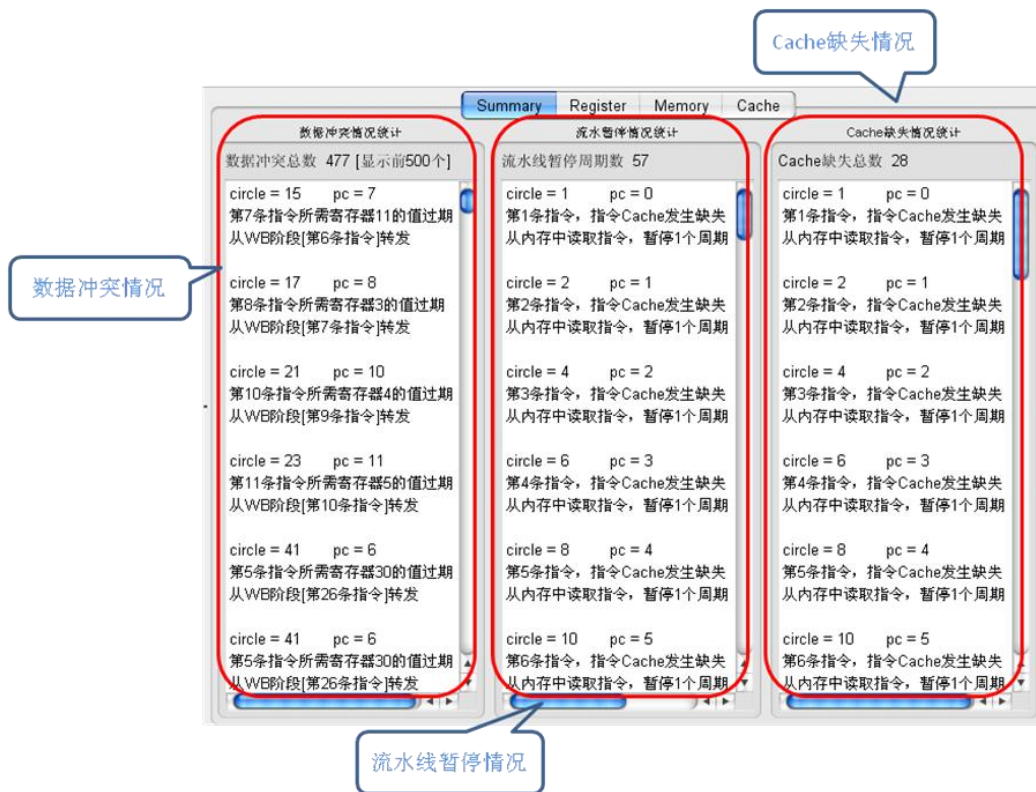 Cache缺失情况
Summary Register Memory Cache
数据冲突情况统计
数据冲突总数 477 [显示前500个]
circle = 15 pc = 7
第7条指令所需寄存器11的值过期
从WB阶段[第6条指令]转发
circle = 17 pc = 8
第8条指令所需寄存器3的值过期
从WB阶段[第7条指令]转发
circle = 21 pc = 10
第10条指令所需寄存器4的值过期
从WB阶段[第9条指令]转发
circle = 23 pc = 11
第11条指令所需寄存器5的值过期
从WB阶段[第10条指令]转发
circle = 41 pc = 6
第5条指令所需寄存器30的值过期
从WB阶段[第26条指令]转发
circle = 41 pc = 6
第5条指令所需寄存器30的值过期
从WB阶段[第26条指令]转发
流水暂停情况统计
流水线暂停周期数 57
circle = 1 pc = 0
第1条指令，指令Cache发生缺失
从内存中读取指令，暂停1个周期
circle = 2 pc = 1
第2条指令，指令Cache发生缺失
从内存中读取指令，暂停1个周期
circle = 4 pc = 2
第3条指令，指令Cache发生缺失
从内存中读取指令，暂停1个周期
circle = 6 pc = 3
第4条指令，指令Cache发生缺失
从内存中读取指令，暂停1个周期
circle = 8 pc = 4
第5条指令，指令Cache发生缺失
从内存中读取指令，暂停1个周期
circle = 10 pc = 5
第6条指令，指令Cache发生缺失
从内存中读取指令，暂停1个周期
Cache缺失情况统计
Cache缺失总数 28
circle = 1 pc = 0
第1条指令，指令Cache发生缺失
从内存中读取指令，暂停1个周期
circle = 2 pc = 1
第2条指令，指令Cache发生缺失
从内存中读取指令，暂停1个周期
circle = 4 pc = 2
第3条指令，指令Cache发生缺失
从内存中读取指令，暂停1个周期
circle = 6 pc = 3
第4条指令，指令Cache发生缺失
从内存中读取指令，暂停1个周期
circle = 8 pc = 4
第5条指令，指令Cache发生缺失
从内存中读取指令，暂停1个周期
circle = 10 pc = 5
第6条指令，指令Cache发生缺失
从内存中读取指令，暂停1个周期
数据冲突情况
流水线暂停情况